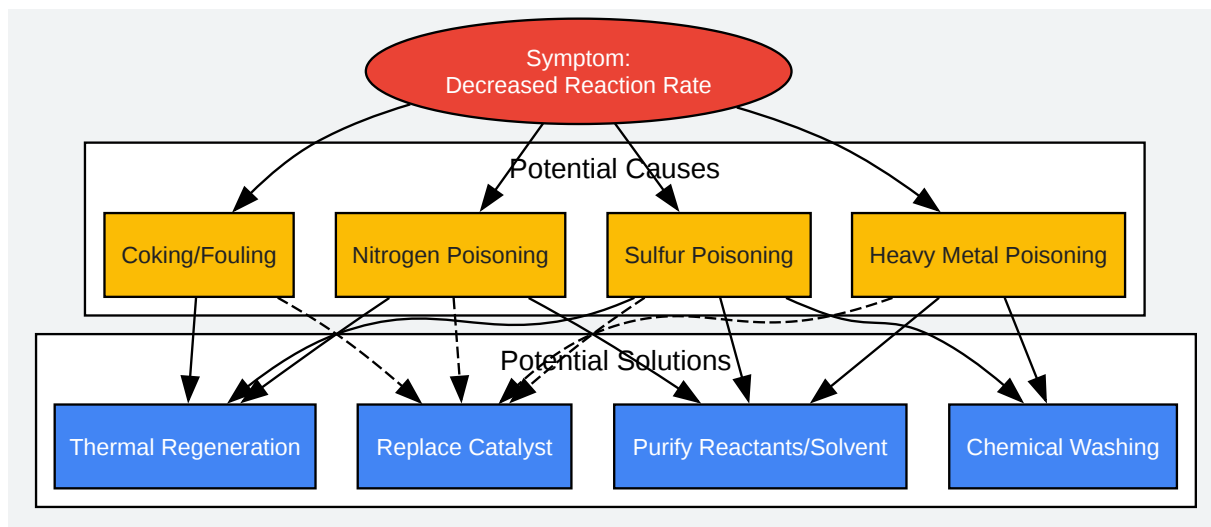 Symptom:
Decreased Reaction Rate
Potential Causes
Coking/Fouling
Nitrogen Poisoning
Sulfur Poisoning
Heavy Metal Poisoning
Potential Solutions
Thermal Regeneration
Replace Catalyst
Purify Reactants/Solvent
Chemical Washing